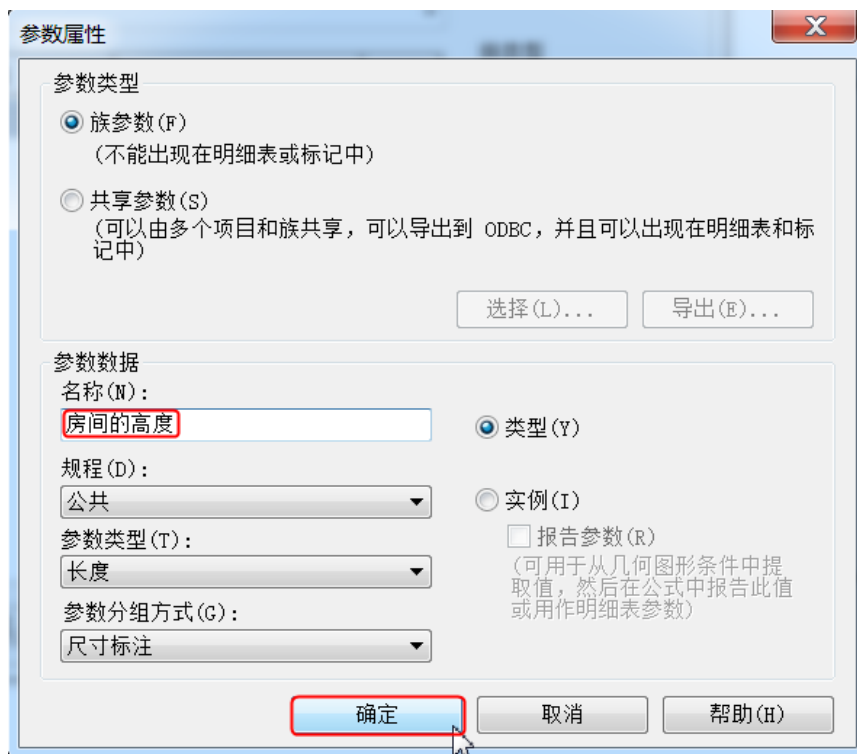 参数属性
参数类型
族参数(F)
(不能出现在明细表或标记中)
共享参数(S)
(可以由多个项目和族共享，可以导出到 ODBC，并且可以出现在明细表和标
记中)
选择(L)...
导出(E)...
参数数据
名称(N):
房间的高度
类型(Y)
规程(D):
公共
实例(I)
参数类型(T):
报告参数(R)
长度
(可用于从几何图形条件中提
取值，然后在公式中报告此值
或用作明细表参数)
参数分组方式(G):
尺寸标注
确定
取消
帮助(H)